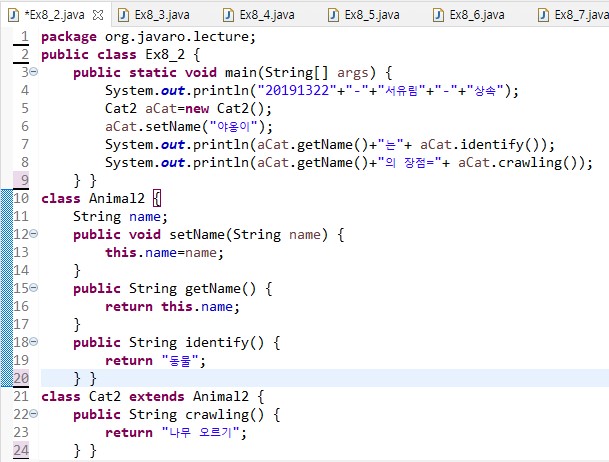 *Ex8_2.java Ex8_3.java Ex8_4.java Ex8_5.java Ex8_6.java Ex8_7.java
1 package org.javaro.lecture;
2 public class Ex8_2 {
3 public static void main(String[] args) {
4 System.out.println("20191322"+"-"+"서유림"+"-"+"상속");
5 Cat2 aCat=new Cat2();
6 aCat.setName("야옹이");
7 System.out.println(aCat.getName()+"는"+ aCat.identify());
8 System.out.println(aCat.getName()+"의 장점="+ aCat.crawling());
9 } }
10 class Animal2 {
11 String name;
12 public void setName(String name) {
13 this.name=name;
14 }
15 public String getName() {
16 return this.name;
17 }
18 public String identify() {
19 return "동물";
20 } }
21 class Cat2 extends Animal2 {
22 public String crawling() {
23 return "나무 오르기";
24 } }